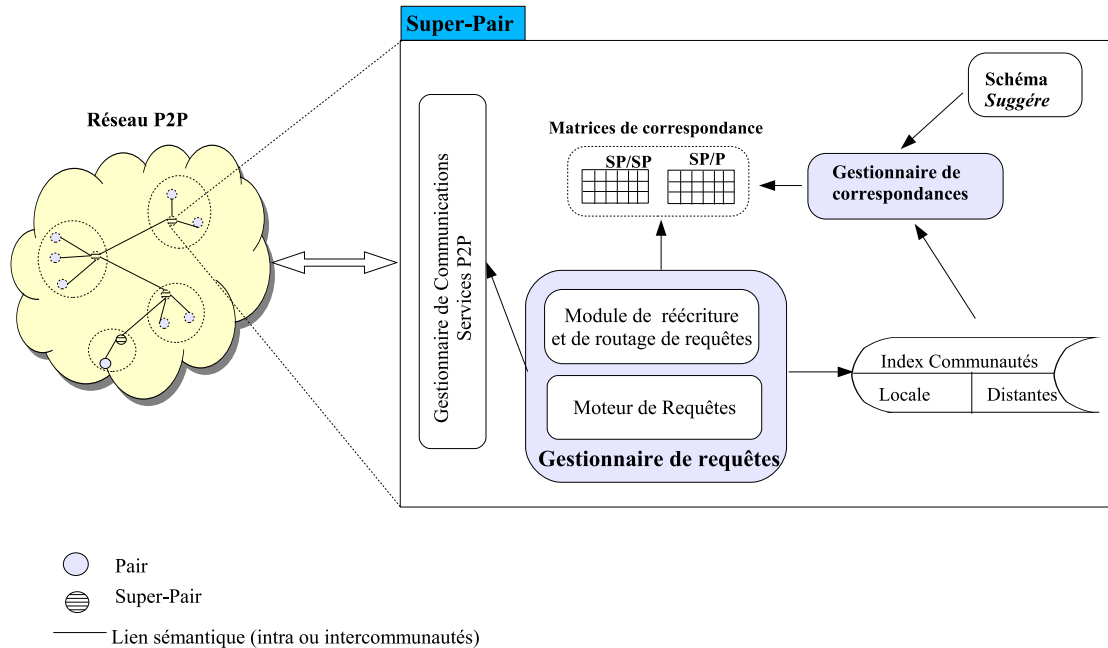 Super-Pair
Réseau P2P
Gestionnaire de Communications
Services P2P
Matrices de correspondance
SP/SP
SP/P
Schéma
Suggére
Gestionnaire de
correspondances
Module de réécriture
et de routage de requêtes
Moteur de Requêtes
Gestionnaire de requêtes
Index Communautés
Locale
Distantes
Pair
Super-Pair
Lien sémantique (intra ou intercommunautés)